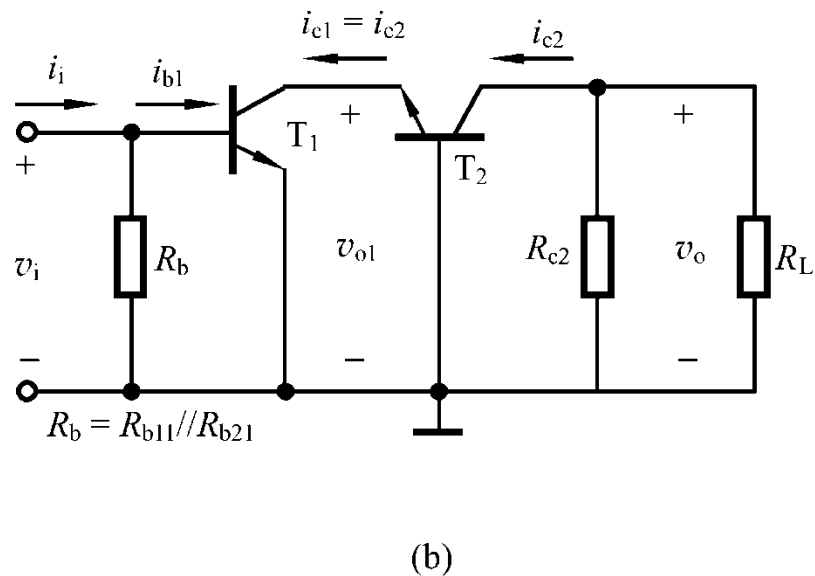 i_c1 = i_c2
i_c2
i_i
i_b1
+
T_1
+
T_2
+
v_i
R_b
v_o1
R_c2
v_o
R_L
−
−
−
R_b = R_b11//R_b21
(b)